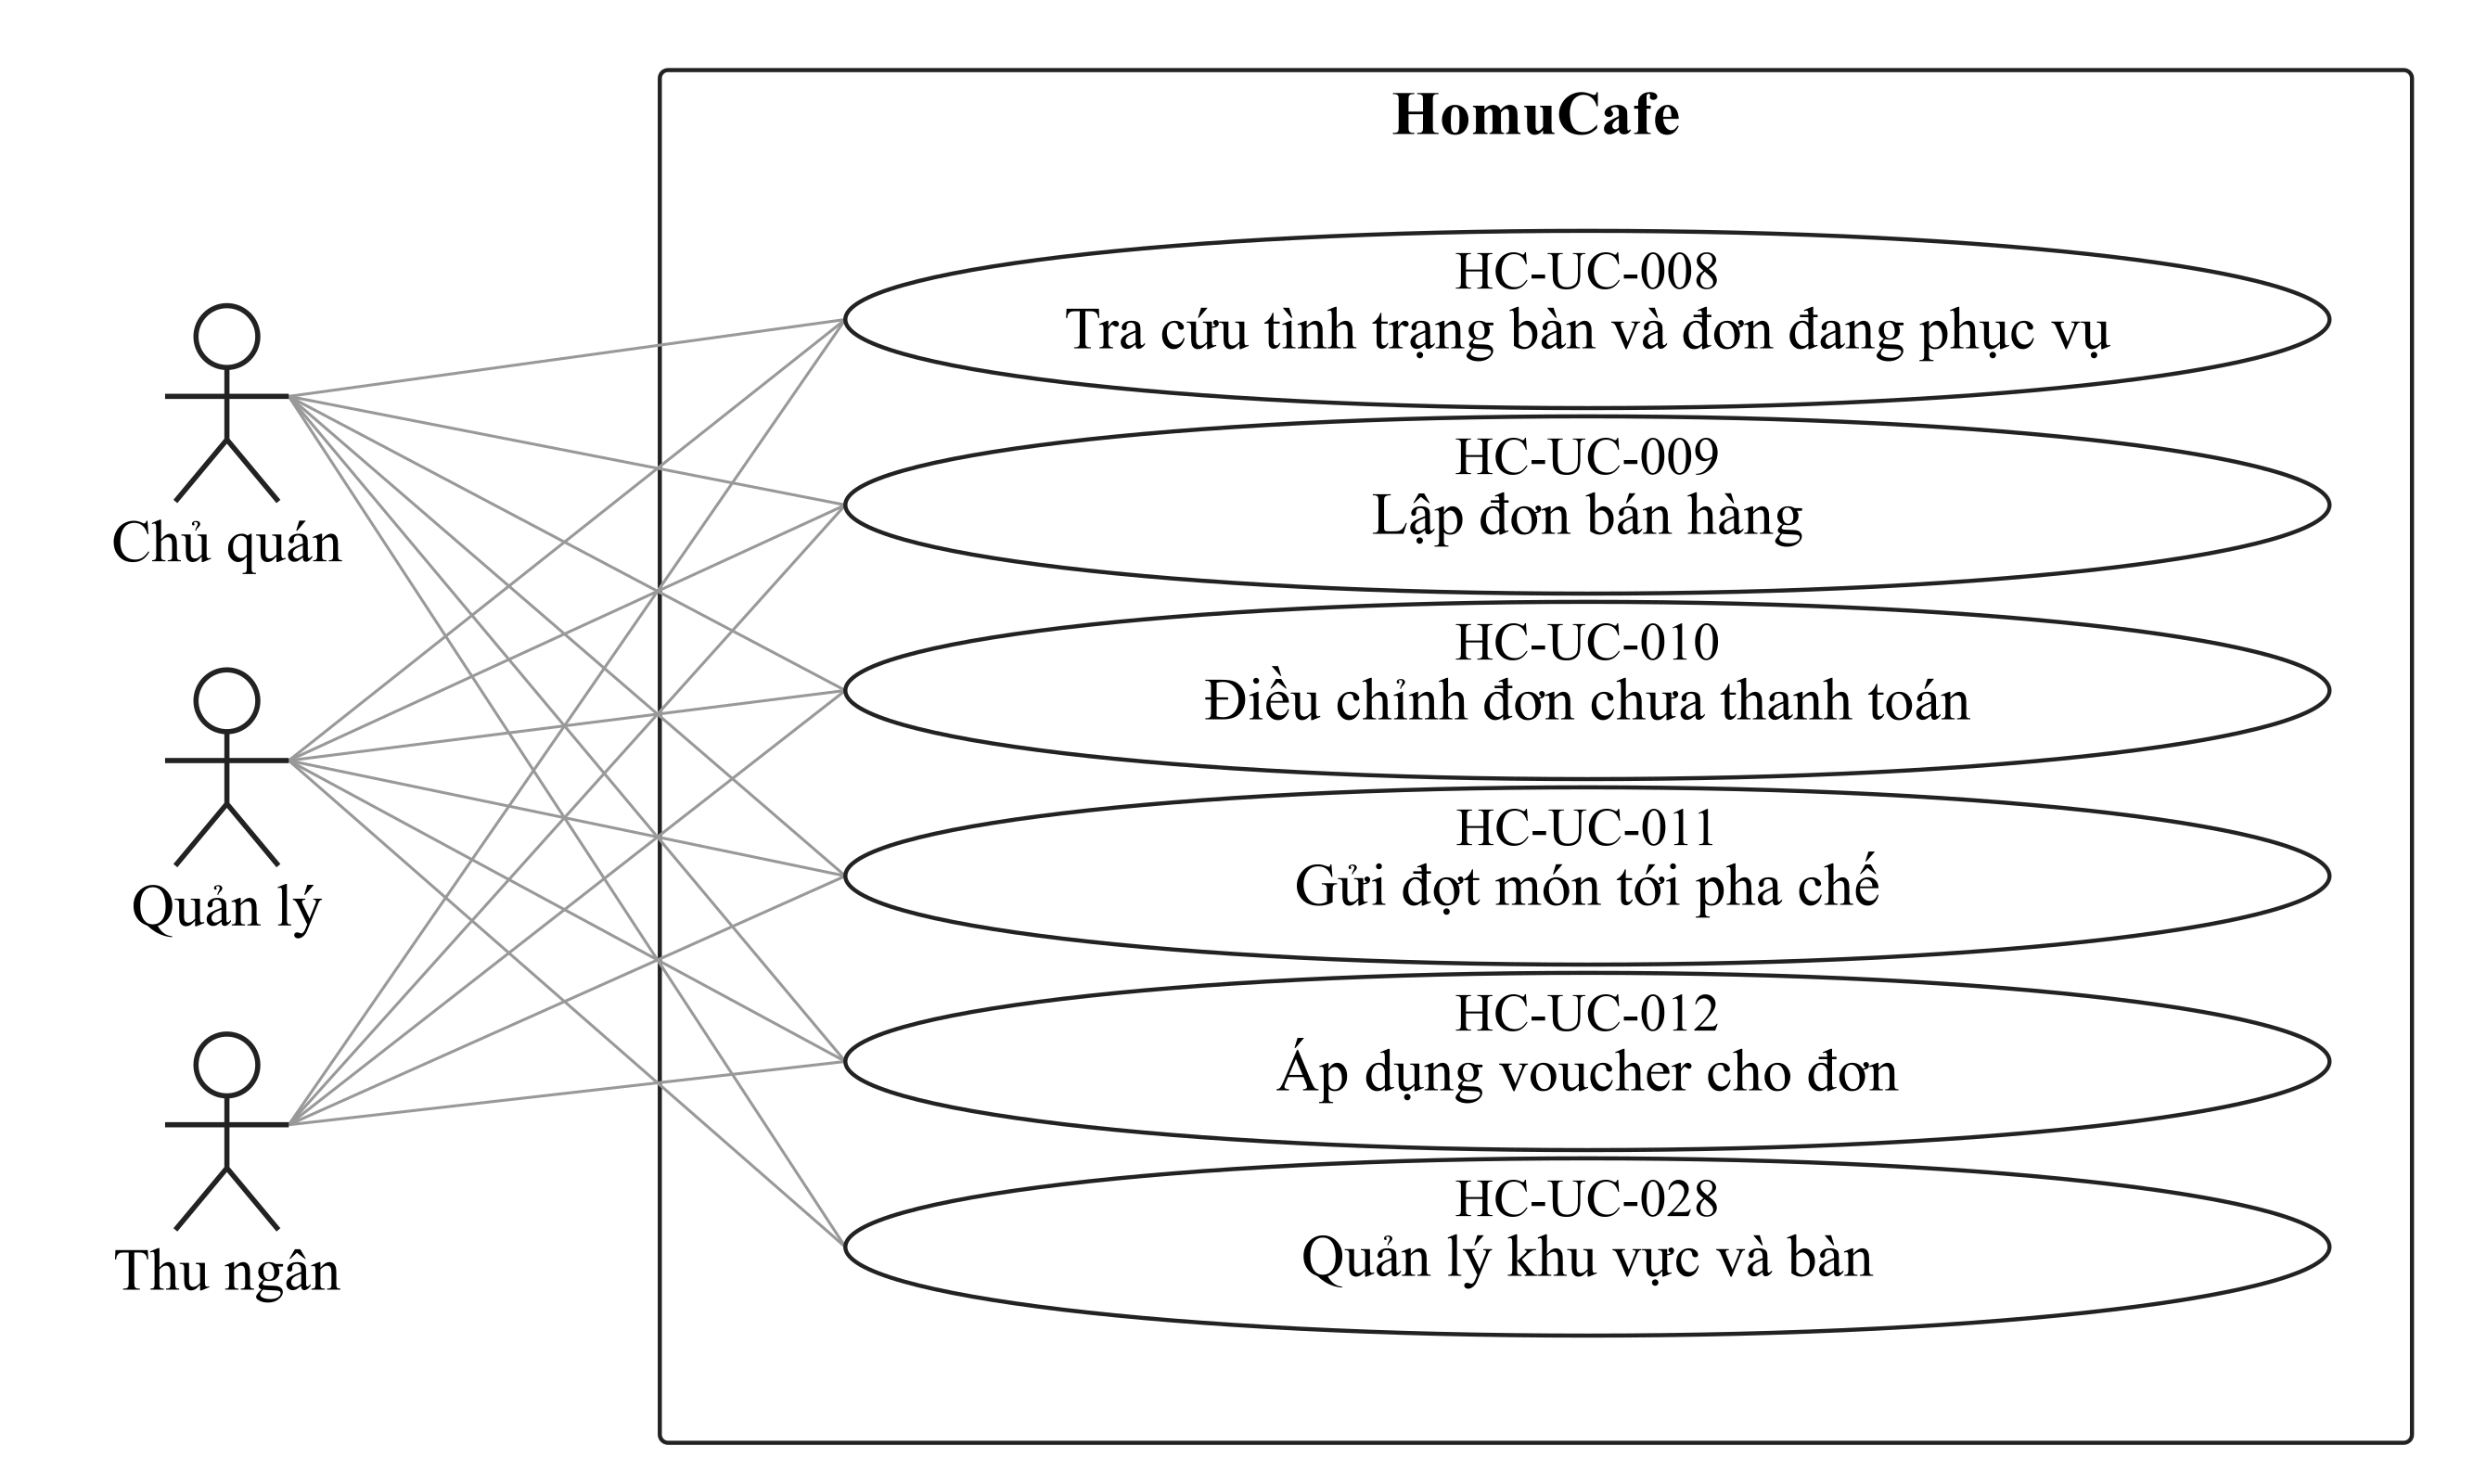 HomuCafe
HC-UC-008
Tra cứu tình trạng bàn và đơn đang phục vụ
HC-UC-009
Lập đơn bán hàng
HC-UC-010
Điều chỉnh đơn chưa thanh toán
HC-UC-011
Gửi đợt món tới pha chế
HC-UC-012
Áp dụng voucher cho đơn
HC-UC-028
Quản lý khu vực và bàn
Chủ quán
Quản lý
Thu ngân